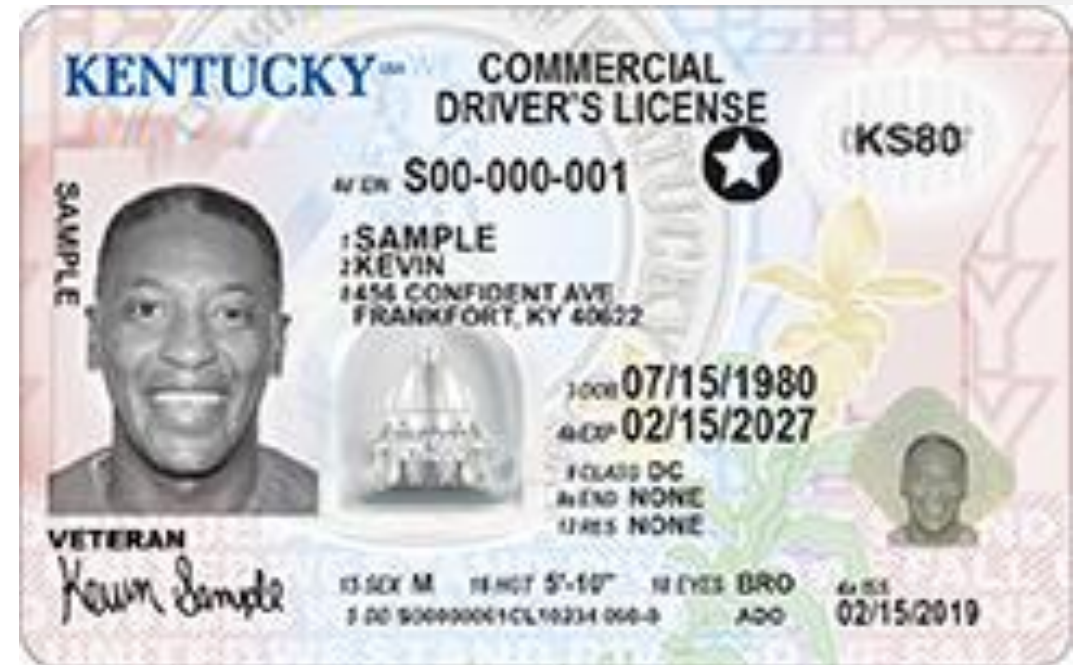 KENTUCKY USA
COMMERCIAL
DRIVER'S LICENSE
KS80
4d DN S00-000-001
SAMPLE
1 SAMPLE
2 KEVIN
8 456 CONFIDENT AVE
FRANKFORT, KY 40622
3 DOB 07/15/1980
4b EXP 02/15/2027
9 CLASS DC
9a END NONE
12 RES NONE
VETERAN
Kevin Sample
15 SEX M 16 HGT 5'-10" 18 EYES BRO
4a ISS
5 DD
ADO
02/15/2019